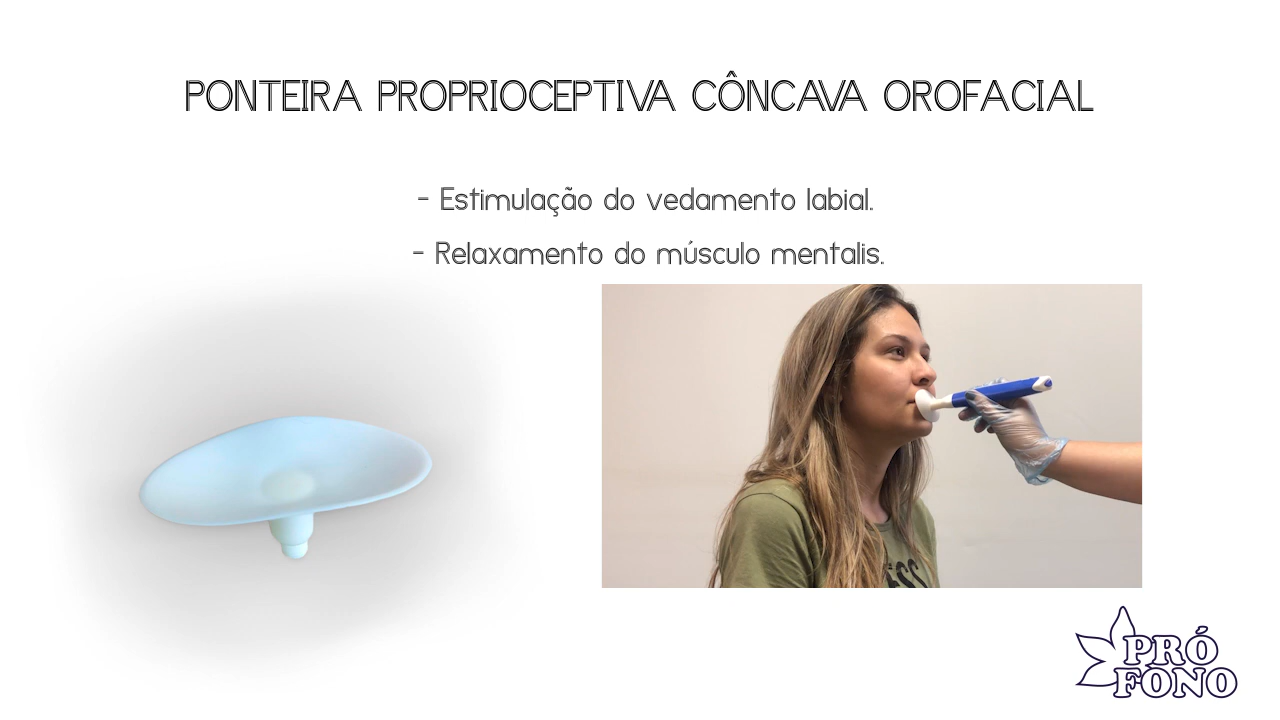 PONTEIRA PROPRIOCEPTIVA CÔNCAVA OROFACIAL
- Estimulação do vedamento labial.
- Relaxamento do músculo mentalis.
PRÓ
FONO